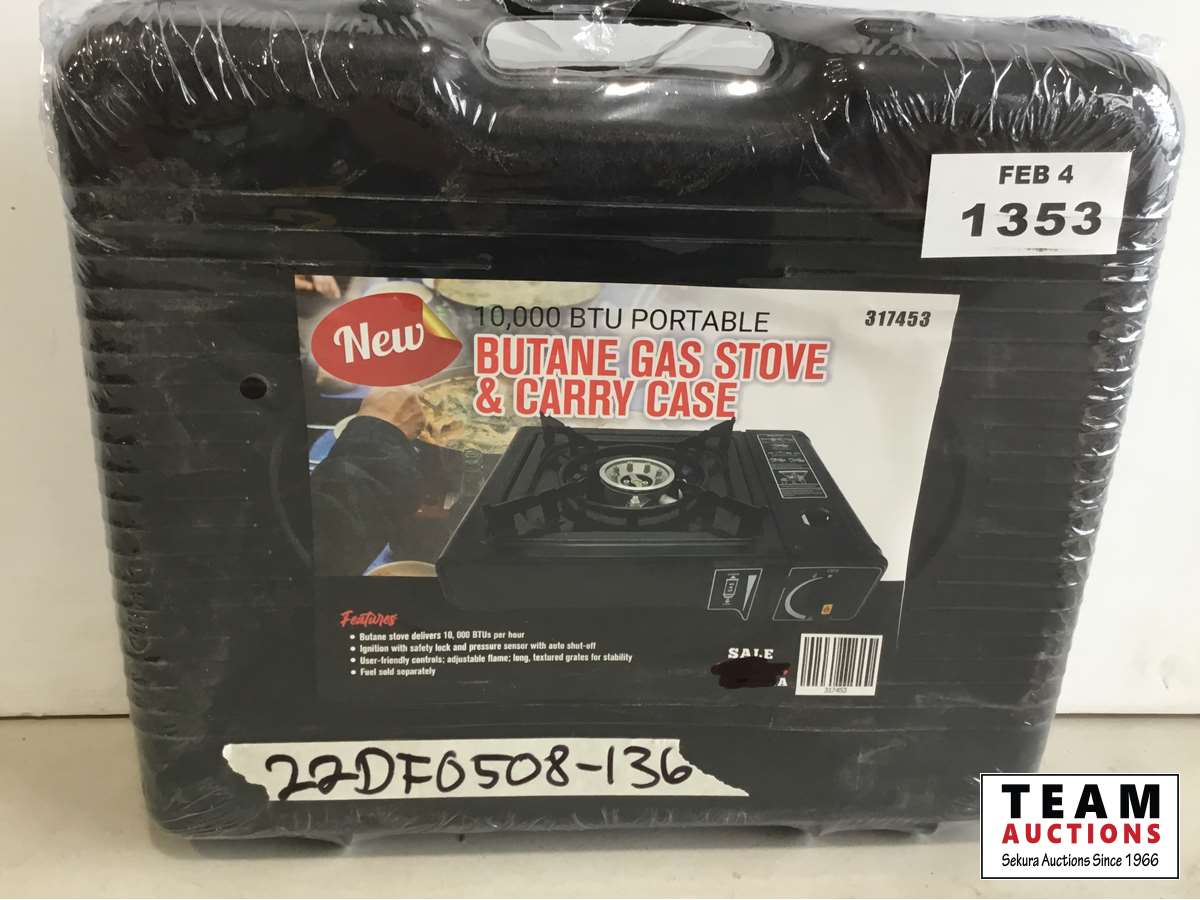 FEB 4
1353
New
10,000 BTU PORTABLE
317453
BUTANE GAS STOVE
& CARRY CASE
Features
• Butane stove delivers 10, 000 BTUs per hour
• Ignition with safety lock and pressure sensor with auto shut-off
• User-friendly controls; adjustable flame; long, textured grates for stability
• Fuel sold separately
SALE
A
317453
22DF0508-136
TEAM
AUCTIONS
Sekura Auctions Since 1966